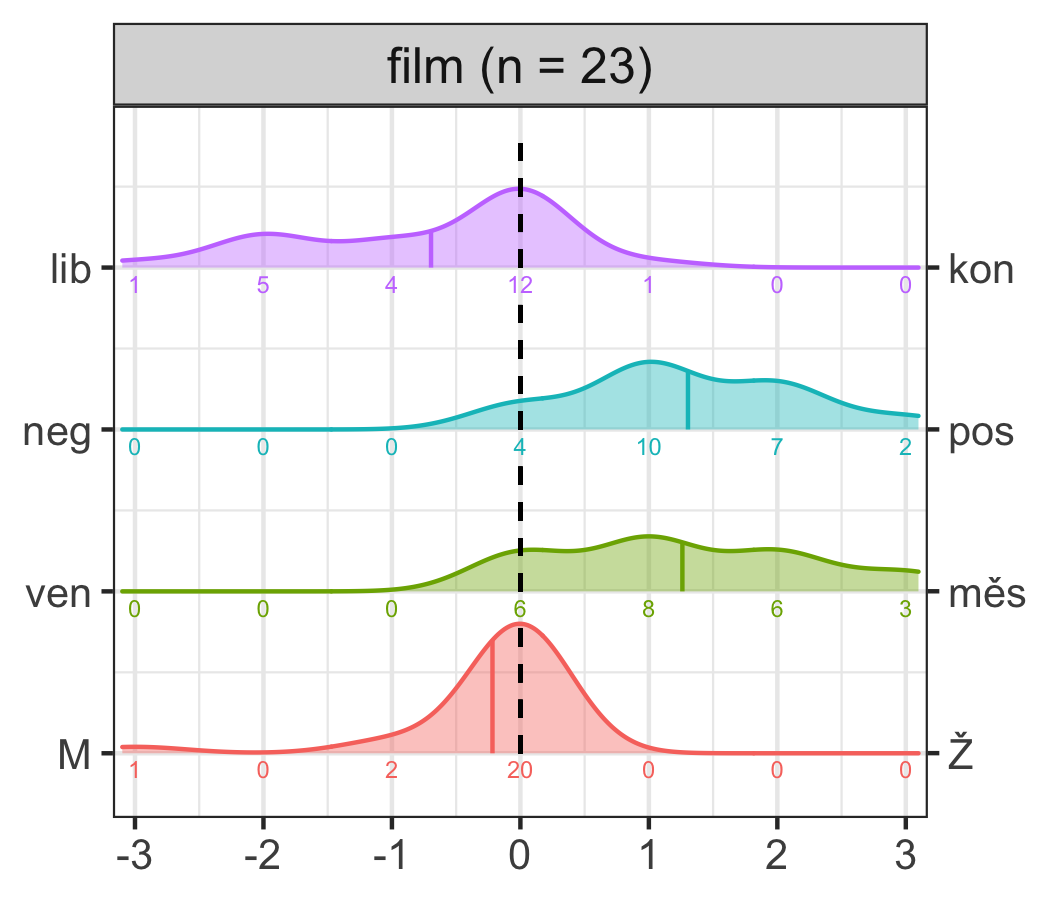 film (n = 23)
lib kon
1 5 4 12 1 0 0
neg pos
0 0 0 4 10 7 2
ven měs
0 0 0 6 8 6 3
M Ž
1 0 2 20 0 0 0
-3 -2 -1 0 1 2 3